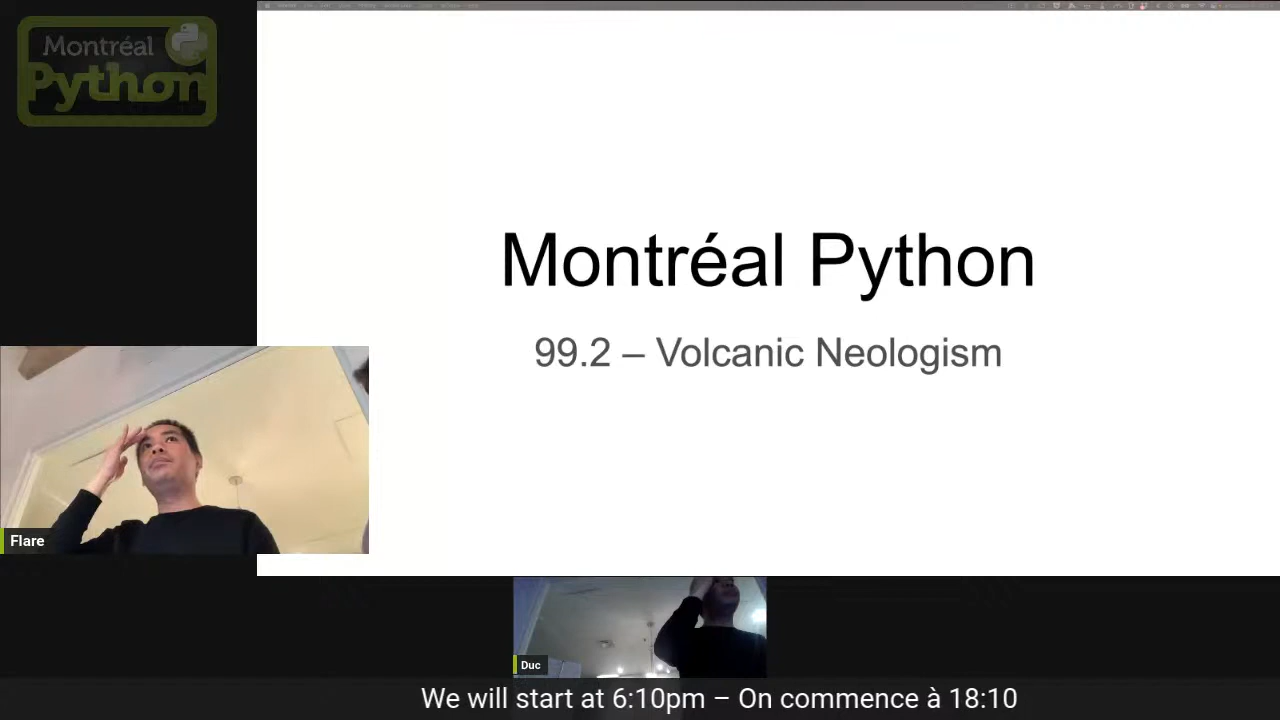 Montréal
Python
Montréal Python
99.2 – Volcanic Neologism
Flare
Duc
We will start at 6:10pm – On commence à 18:10